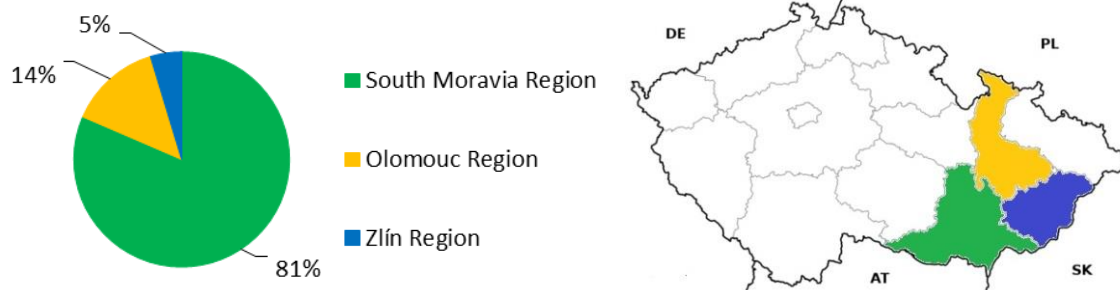 5%
14%
81%
South Moravia Region
Olomouc Region
Zlín Region
DE
PL
AT
SK